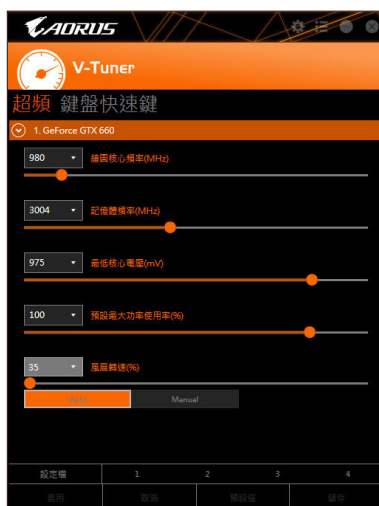 AORUS
V-Tuner
超頻 鍵盤快速鍵
1. GeForce GTX 660
980 繪圖核心頻率(MHz)
3004 記憶體頻率(MHz)
975 最低核心電壓(mV)
100 預設最大功率使用率(%)
35 風扇轉速(%)
Auto Manual
設定檔 1 2 3 4
套用 取消 預設值 儲存